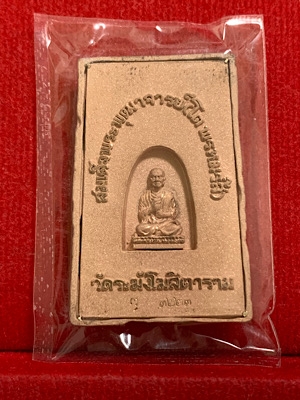 สมเด็จพระพุฒาจารย์(โต พรหมรํสี)
วัดระฆังโฆสิตาราม